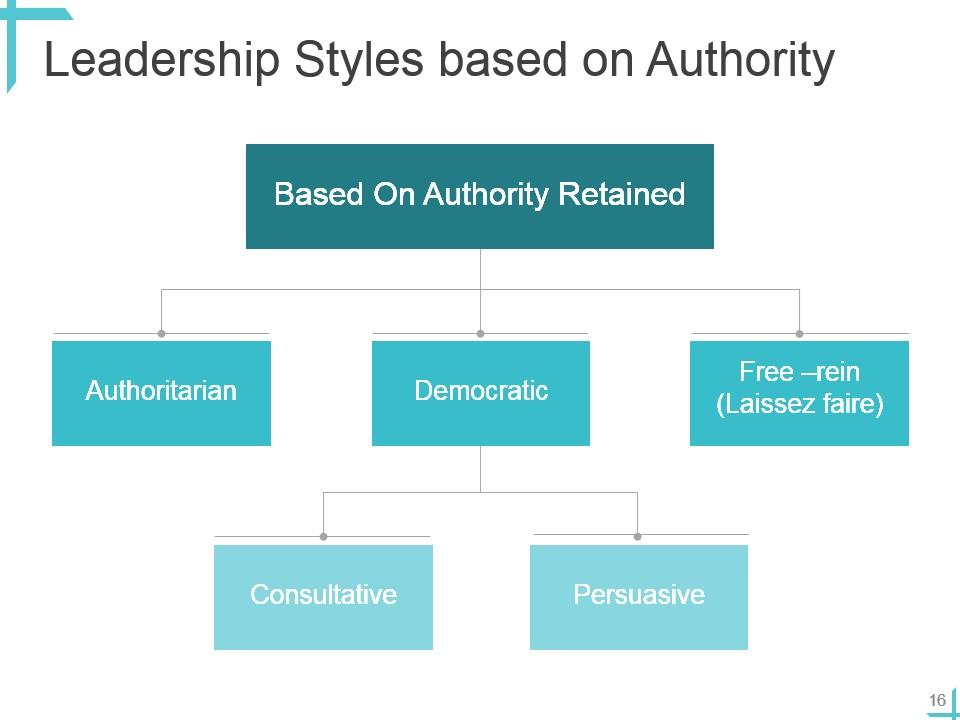 Leadership Styles based on Authority
Based On Authority Retained
Authoritarian
Democratic
Free –rein
(Laissez faire)
Consultative
Persuasive
16